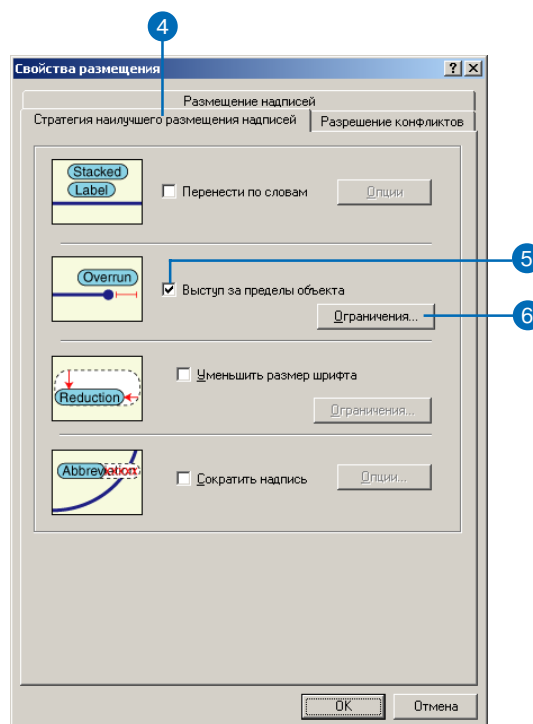 4
Свойства размещения
Размещение надписей
Стратегия наилучшего размещения надписей
Разрешение конфликтов
Stacked
Label
Перенести по словам
Опции
Overrun
Выступ за пределы объекта
5
Ограничения...
6
Reduction
Уменьшить размер шрифта
Ограничения...
Abbreviation
Сократить надпись
Опции...
OK
Отмена